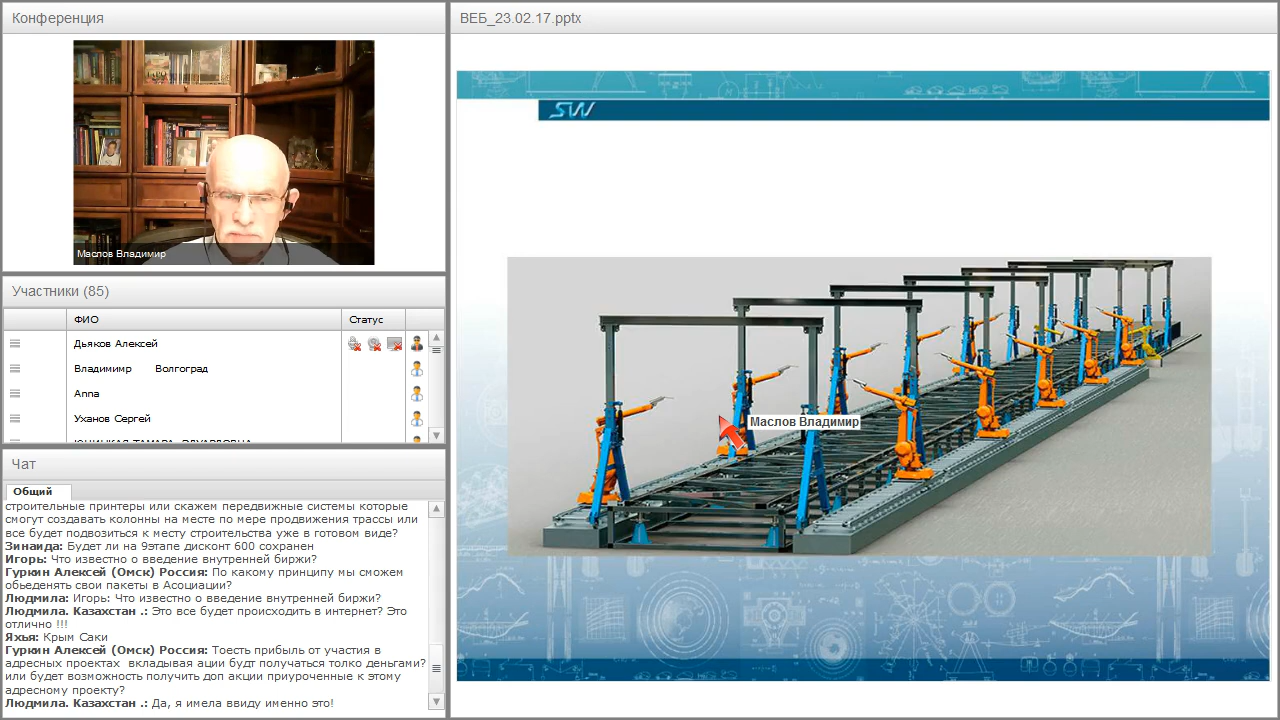 Конференция
Маслов Владимир
Участники (85)
ФИО
Статус
Дьяков Алексей
Владимимр Волгоград
Anna
Уханов Сергей
Чат
Общий
строительные принтеры или скажем передвижные системы которые
смогут создавать колонны на месте по мере продвижения трассы или
все будет подвозиться к месту строительства уже в готовом виде?
Зинаида: Будет ли на 9этапе дисконт 600 сохранен
Игорь: Что известно о введение внутренней биржи?
Гуркин Алексей (Омск) Россия: По какому принципу мы сможем
обьеденять свои пакеты в Асоциации?
Людмила: Игорь: Что известно о введение внутренней биржи?
Людмила. Казахстан .: Это все будет происходить в интернет? Это
отлично !!!
Яхья: Крым Саки
Гуркин Алексей (Омск) Россия: Тоесть прибыль от участия в
адресных проектах вкладывая ации будт получаться толко деньгами?
или будет возможность получить доп акции приуроченные к этому
адресному проекту?
Людмила. Казахстан .: Да, я имела ввиду именно это!
ВЕБ_23.02.17.pptx
SW
Маслов Владимир